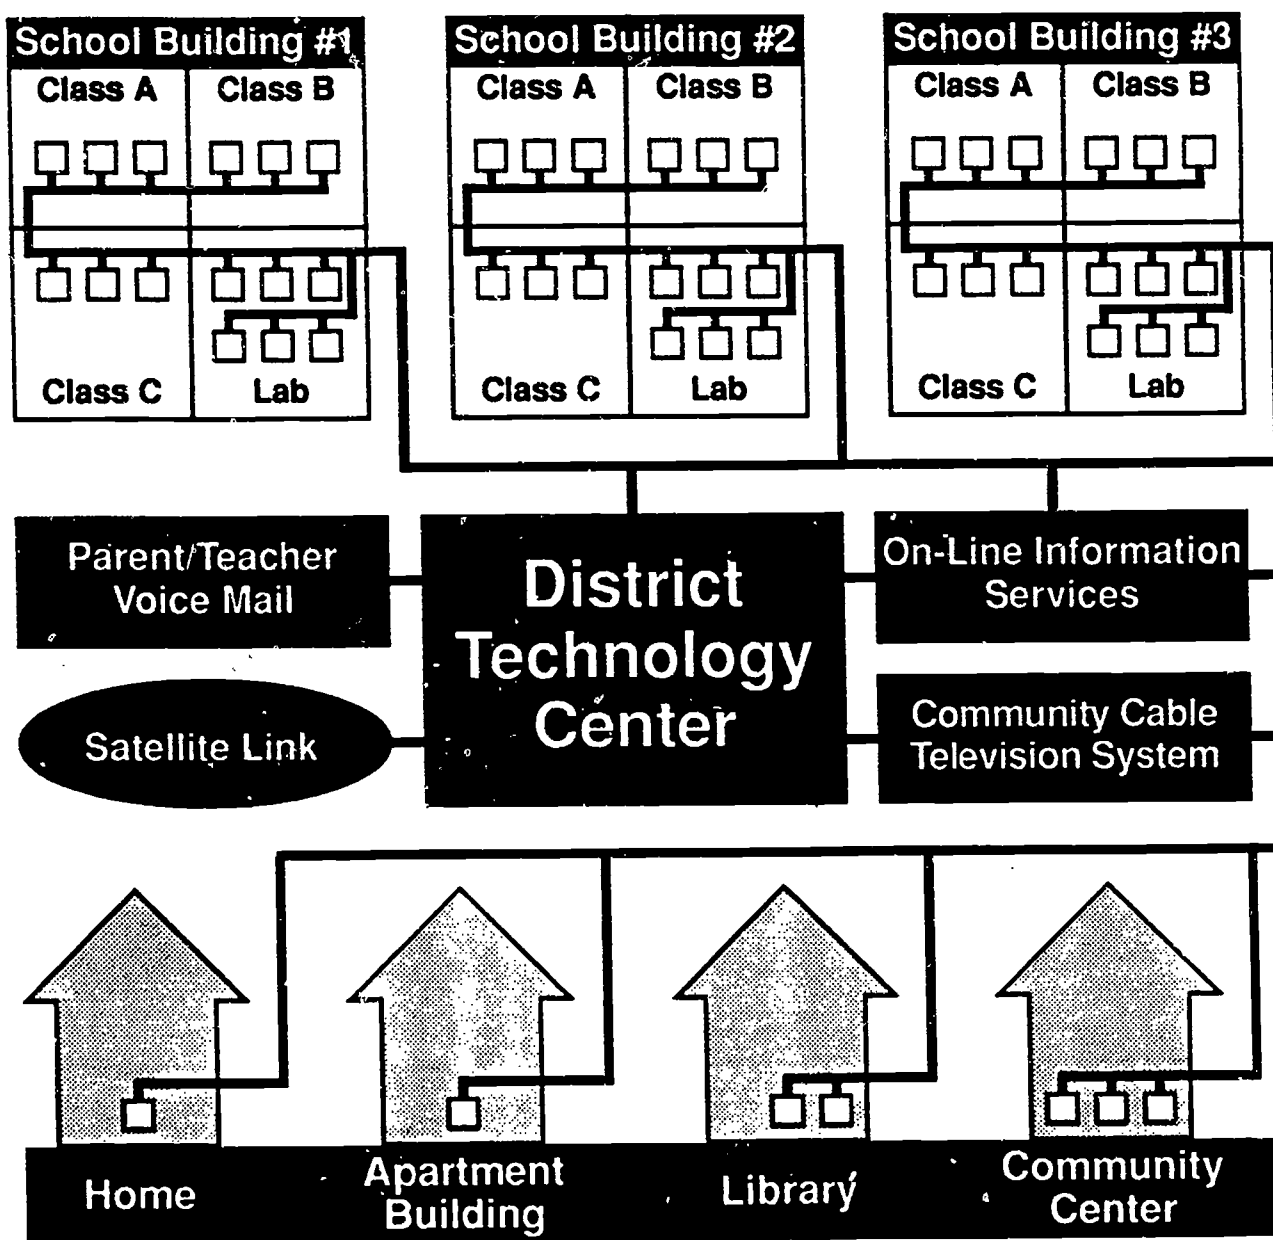 School Building #1
School Building #2
School Building #3
Class A
Class B
Class A
Class B
Class A
Class B
Class C
Lab
Class C
Lab
Class C
Lab
Parent/Teacher
Voice Mail
District
Technology
Center
On-Line Information
Services
Satellite Link
Community Cable
Television System
Home
Apartment
Building
Library
Community
Center